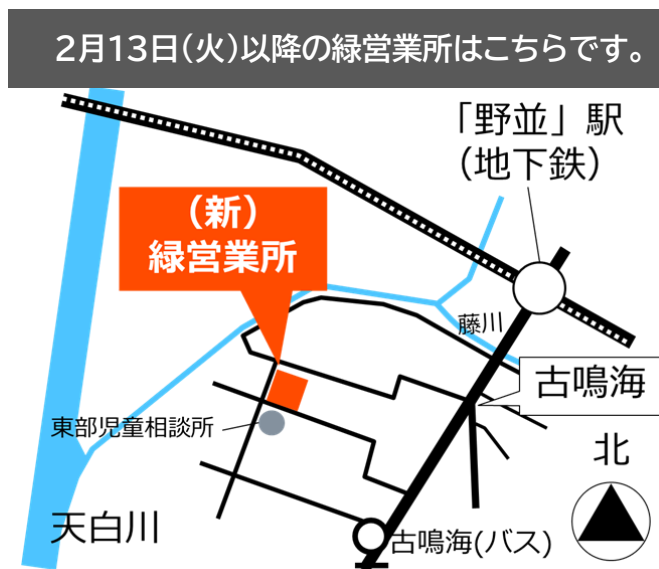 2月13日(火)以降の緑営業所はこちらです。
「野並」駅
(地下鉄)
(新)
緑営業所
藤川
古鳴海
東部児童相談所
北
天白川
古鳴海(バス)